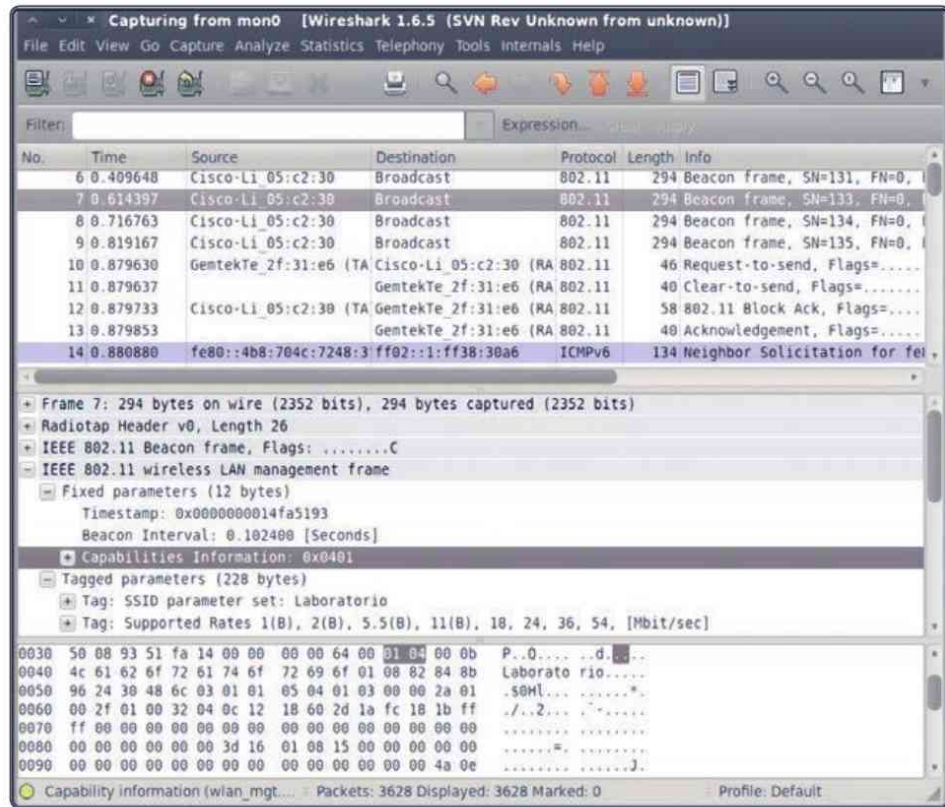 Capturing from mon0 [Wireshark 1.6.5 (SVN Rev Unknown from unknown)]
File Edit View Go Capture Analyze Statistics Telephony Tools Internals Help
Filter: Expression...
No. Time Source Destination Protocol Length Info
6 0.409648 Cisco-Li_05:c2:30 Broadcast 802.11 294 Beacon frame, SN=131, FN=0,
7 0.614397 Cisco-Li_05:c2:30 Broadcast 802.11 294 Beacon frame, SN=133, FN=0,
8 0.716763 Cisco-Li_05:c2:30 Broadcast 802.11 294 Beacon frame, SN=134, FN=0,
9 0.819167 Cisco-Li_05:c2:30 Broadcast 802.11 294 Beacon frame, SN=135, FN=0,
10 0.879630 GemtekTe_2f:31:e6 (TA Cisco-Li_05:c2:30 (RA 802.11 46 Request-to-send, Flags=.....
11 0.879637 GemtekTe_2f:31:e6 (RA 802.11 40 Clear-to-send, Flags=.......
12 0.879733 Cisco-Li_05:c2:30 (TA GemtekTe_2f:31:e6 (RA 802.11 58 802.11 Block Ack, Flags=....
13 0.879853 GemtekTe_2f:31:e6 (RA 802.11 40 Acknowledgement, Flags=....
14 0.880880 fe80::4b8:704c:7248:3 ff02::1:ff38:30a6 ICMPv6 134 Neighbor Solicitation for fe8
Frame 7: 294 bytes on wire (2352 bits), 294 bytes captured (2352 bits)
Radiotap Header v0, Length 26
IEEE 802.11 Beacon frame, Flags: ........C
IEEE 802.11 wireless LAN management frame
Fixed parameters (12 bytes)
Timestamp: 0x0000000014fa5193
Beacon Interval: 0.102400 [Seconds]
Capabilities Information: 0x0401
Tagged parameters (228 bytes)
Tag: SSID parameter set: Laboratorio
Tag: Supported Rates 1(B), 2(B), 5.5(B), 11(B), 18, 24, 36, 54, [Mbit/sec]
0030 50 08 93 51 fa 14 00 00 00 00 64 00 01 04 00 0b P..Q.... ..d.....
0040 4c 61 62 6f 72 61 74 6f 72 69 6f 01 08 82 84 8b Laborato rio.....
0050 96 24 30 48 6c 03 01 01 05 04 01 03 00 00 2a 01 .$0Hl... ......*.
0060 00 2f 01 00 32 04 0c 12 18 60 2d 1a fc 18 1b ff ./..2... .`-.....
0070 ff 00 00 00 00 00 00 00 00 00 00 00 00 00 00 00 ........ ........
0080 00 00 00 00 00 00 3d 16 01 08 15 00 00 00 00 00 ......=. ........
0090 00 00 00 00 00 00 00 00 00 00 00 00 00 00 4a 0e ........ ......J.
Capability information (wlan_mgt.... Packets: 3628 Displayed: 3628 Marked: 0 Profile: Default